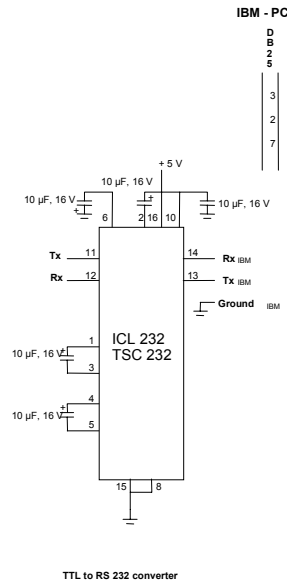 IBM - PC
D
B
2
5
3
2
7
+ 5 V
10 µF, 16 V
10 µF, 16 V
+
+
10 µF, 16 V
6
2
16
10
Tx
11
14
Rx IBM
Rx
12
13
Tx IBM
Ground IBM
1
ICL 232
TSC 232
10 µF, 16 V
+
3
4
10 µF, 16 V
+
5
15
8
TTL to RS 232 converter